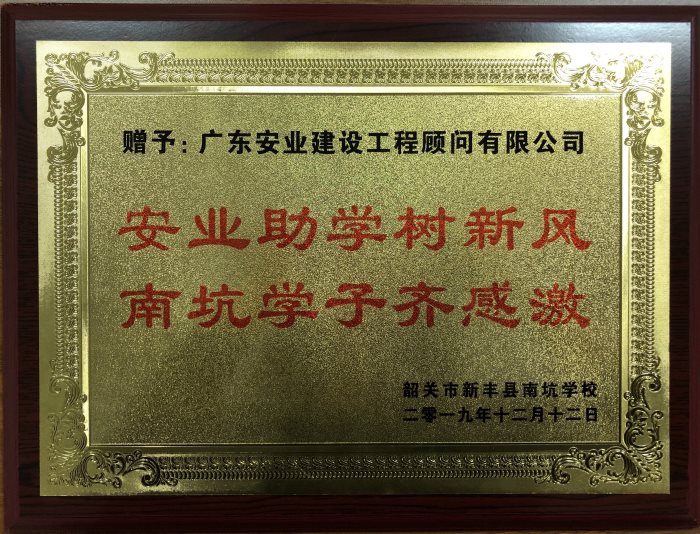 赠予：广东安业建设工程顾问有限公司
安业助学树新风
南坑学子齐感激
韶关市新丰县南坑学校
二零一九年十二月十二日